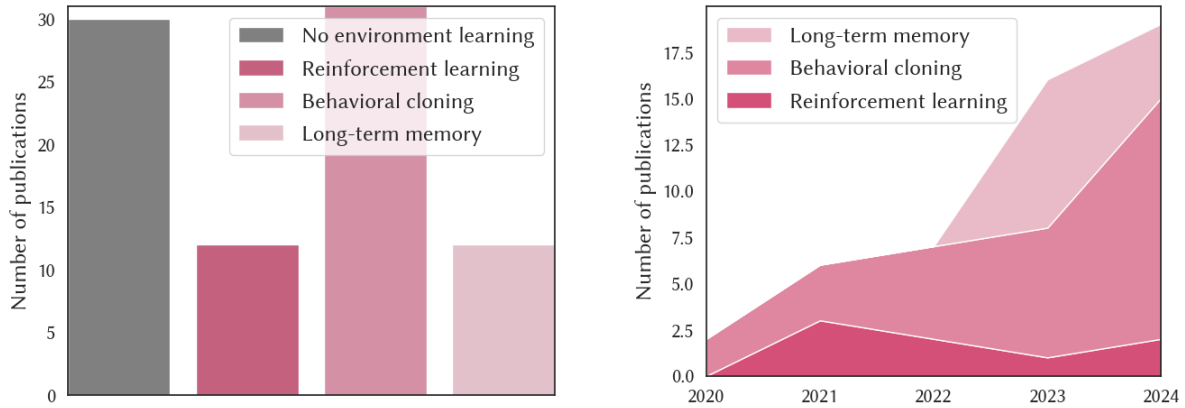 30
25
20
15
10
5
0
Number of publications
No environment learning
Reinforcement learning
Behavioral cloning
Long-term memory
17.5
15.0
12.5
10.0
7.5
5.0
2.5
0.0
Number of publications
Long-term memory
Behavioral cloning
Reinforcement learning
2020 2021 2022 2023 2024